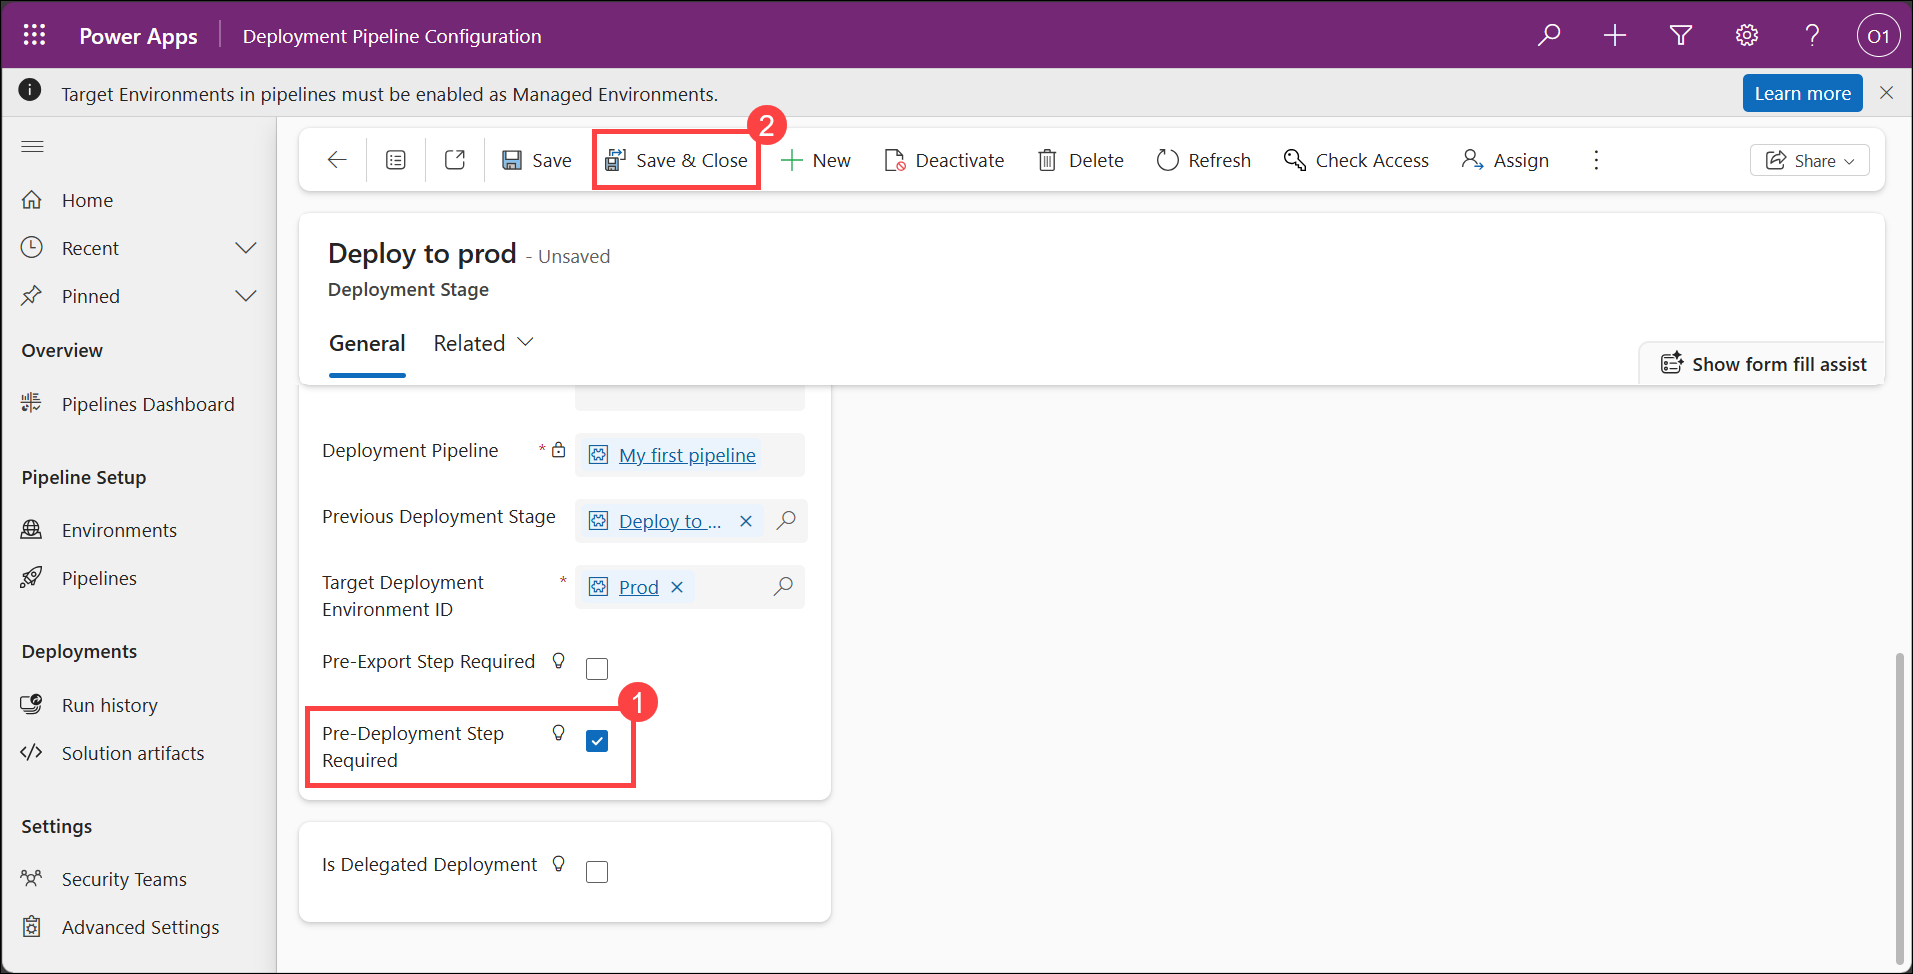 Power Apps
Deployment Pipeline Configuration
O1
Target Environments in pipelines must be enabled as Managed Environments.
Learn more
Home
Recent
Pinned
Overview
Pipelines Dashboard
Pipeline Setup
Environments
Pipelines
Deployments
Run history
Solution artifacts
Settings
Security Teams
Advanced Settings
Save
Save & Close
2
New
Deactivate
Delete
Refresh
Check Access
Assign
Share
Deploy to prod - Unsaved
Deployment Stage
General
Related
Show form fill assist
Deployment Pipeline *
My first pipeline
Previous Deployment Stage
Deploy to ...
Target Deployment *
Environment ID
Prod
Pre-Export Step Required
1
Pre-Deployment Step
Required
Is Delegated Deployment